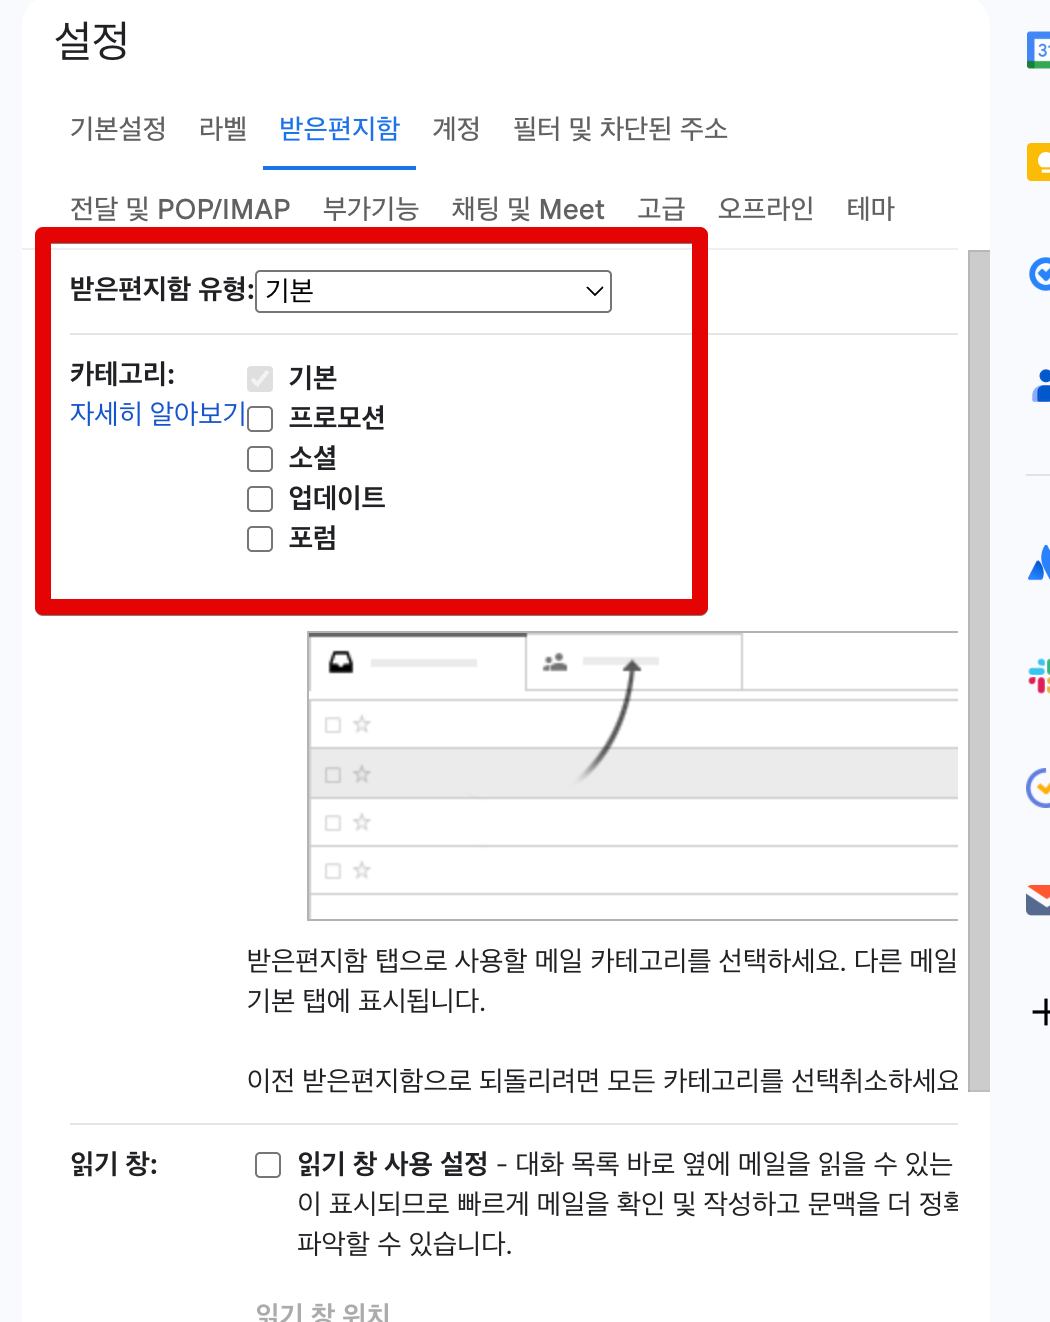 설정
기본설정 라벨 받은편지함 계정 필터 및 차단된 주소
전달 및 POP/IMAP 부가기능 채팅 및 Meet 고급 오프라인 테마
받은편지함 유형: 기본
카테고리: 기본
자세히 알아보기 프로모션
소셜
업데이트
포럼
받은편지함 탭으로 사용할 메일 카테고리를 선택하세요. 다른 메일
기본 탭에 표시됩니다.
이전 받은편지함으로 되돌리려면 모든 카테고리를 선택취소하세요
읽기 창: 읽기 창 사용 설정 - 대화 목록 바로 옆에 메일을 읽을 수 있는
이 표시되므로 빠르게 메일을 확인 및 작성하고 문맥을 더 정확
파악할 수 있습니다.
읽기 창 위치